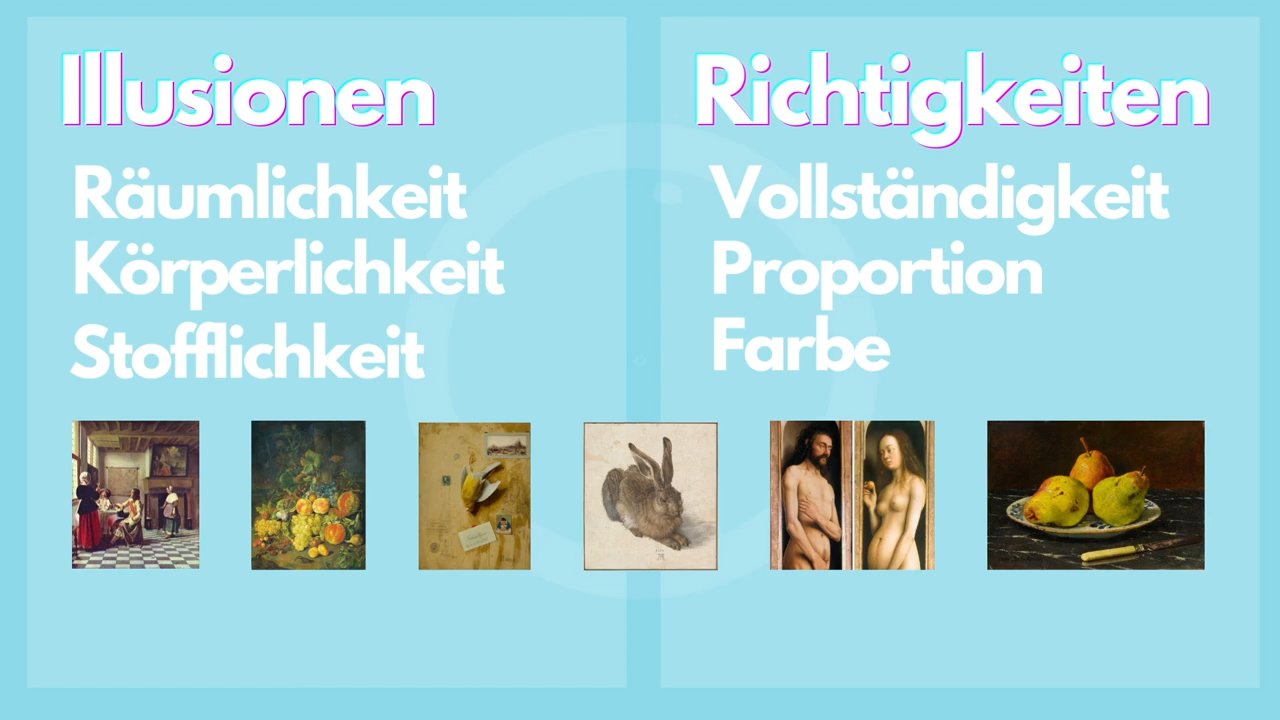 Illusionen
Räumlichkeit
Körperlichkeit
Stofflichkeit
Richtigkeiten
Vollständigkeit
Proportion
Farbe